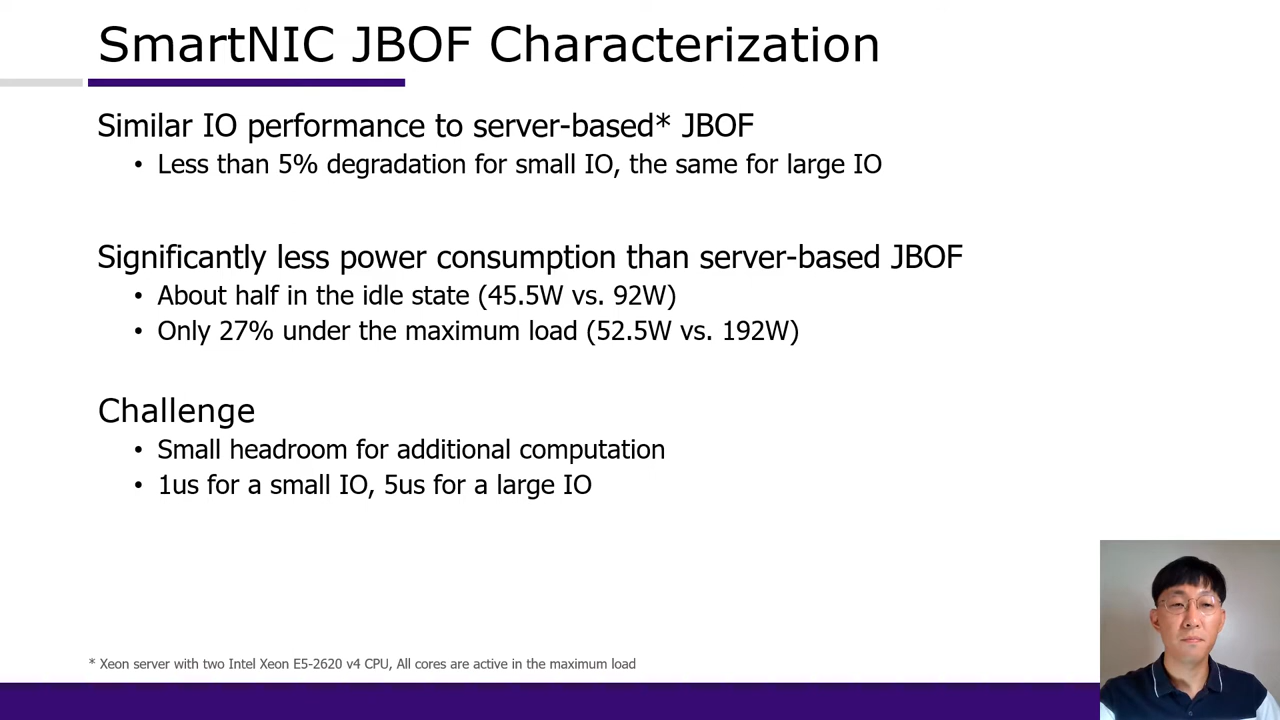 SmartNIC JBOF Characterization
Similar IO performance to server-based* JBOF
• Less than 5% degradation for small IO, the same for large IO
Significantly less power consumption than server-based JBOF
• About half in the idle state (45.5W vs. 92W)
• Only 27% under the maximum load (52.5W vs. 192W)
Challenge
• Small headroom for additional computation
• 1us for a small IO, 5us for a large IO
* Xeon server with two Intel Xeon E5-2620 v4 CPU, All cores are active in the maximum load